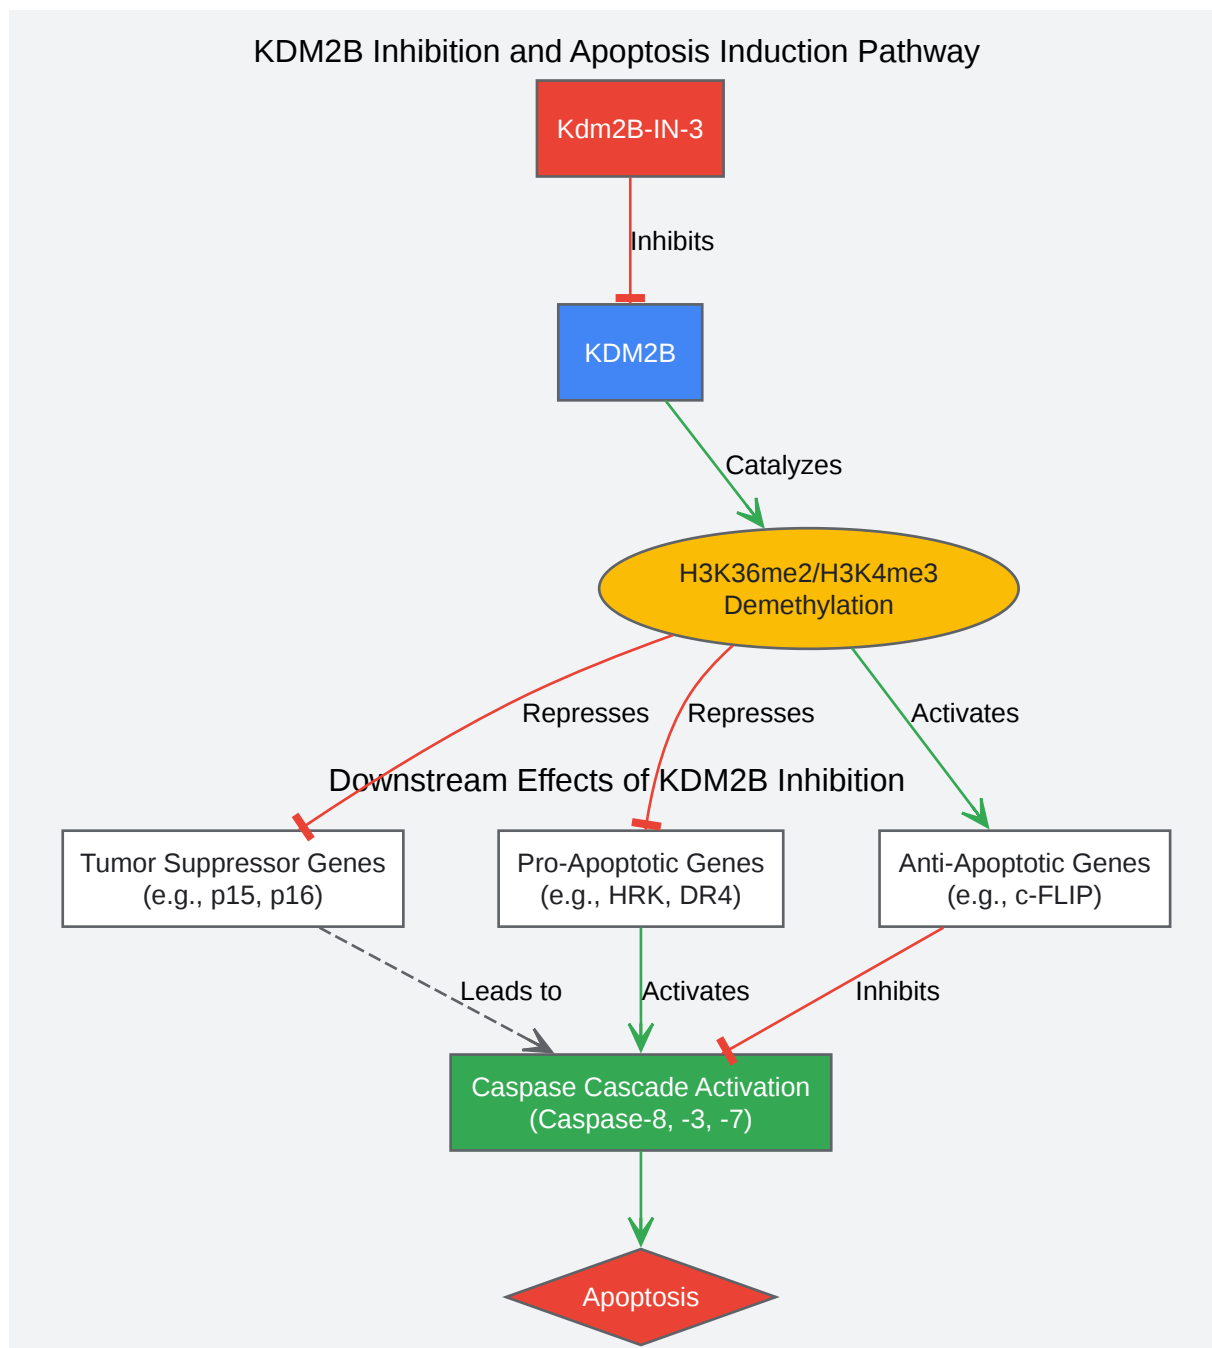 KDM2B Inhibition and Apoptosis Induction Pathway
Kdm2B-IN-3
Inhibits
KDM2B
Catalyzes
H3K36me2/H3K4me3
Demethylation
Represses
Represses
Activates
Downstream Effects of KDM2B Inhibition
Tumor Suppressor Genes
(e.g., p15, p16)
Pro-Apoptotic Genes
(e.g., HRK, DR4)
Anti-Apoptotic Genes
(e.g., c-FLIP)
Leads to
Activates
Inhibits
Caspase Cascade Activation
(Caspase-8, -3, -7)
Apoptosis